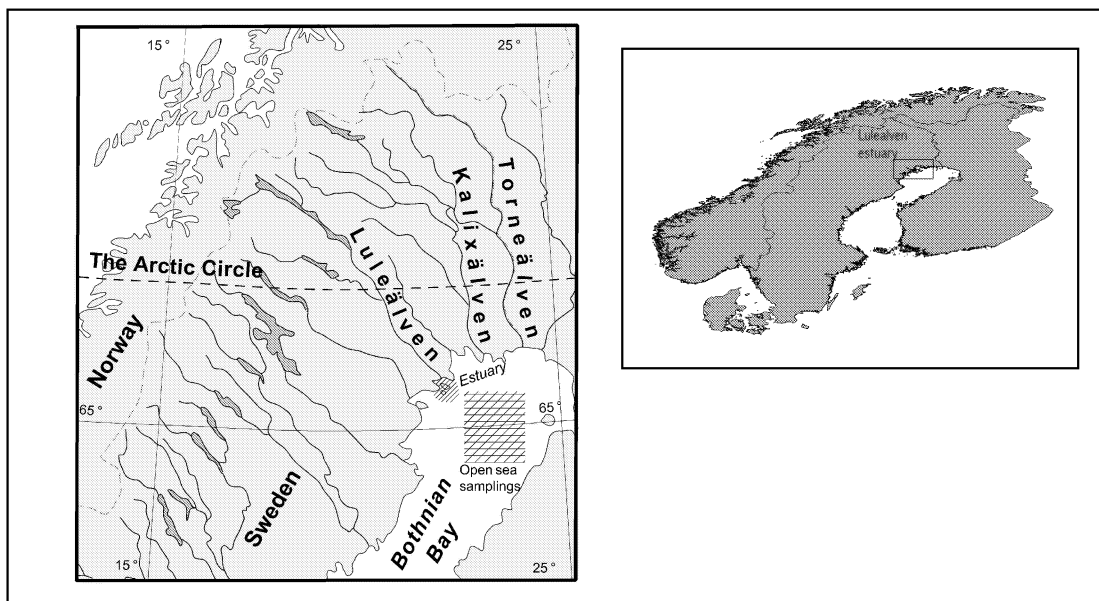 15°
25°
Torneälven
Kalixälven
Luleälven
The Arctic Circle
Norway
Estuary
65°
65°
Open sea
samplings
Sweden
Bothnian
Bay
15°
25°
Lulealven
estuary